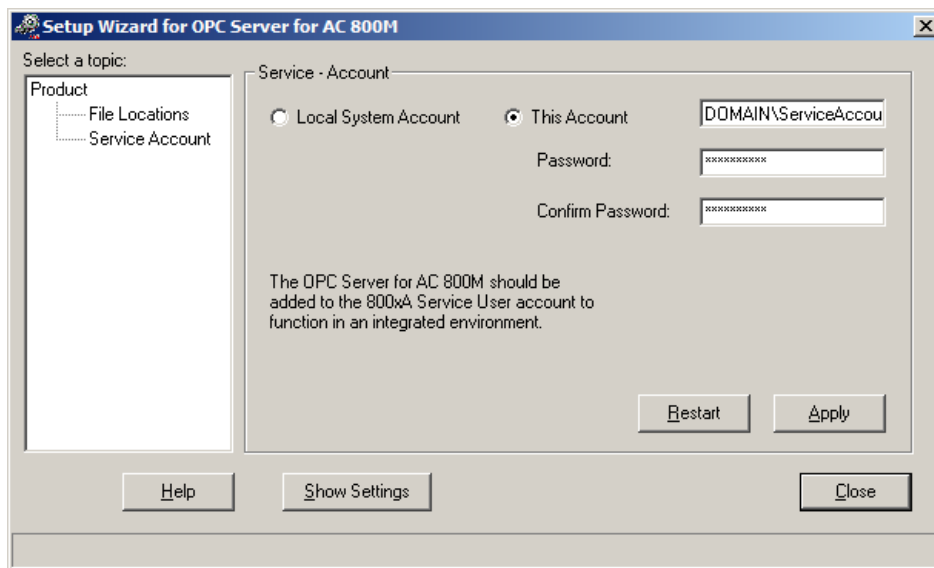 Setup Wizard for OPC Server for AC 800M
Select a topic:
Product
File Locations
Service Account
Service - Account
Local System Account
This Account
DOMAIN\ServiceAccou
Password:
xxxxxxxxxx
Confirm Password:
xxxxxxxxxx
The OPC Server for AC 800M should be
added to the 800xA Service User account to
function in an integrated environment.
Restart
Apply
Help
Show Settings
Close